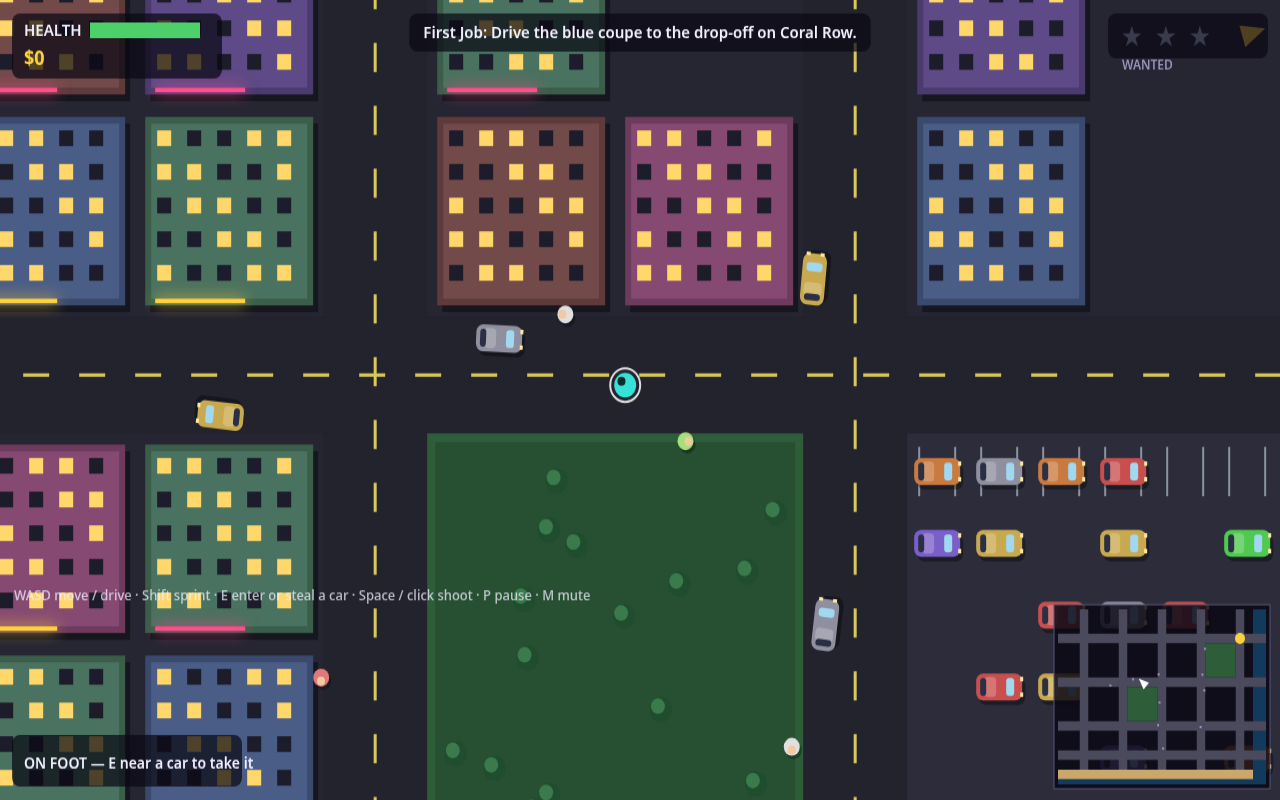 HEALTH
$0
First Job: Drive the blue coupe to the drop-off on Coral Row.
WANTED
WASD move / drive · Shift sprint · E enter or steal a car · Space / click shoot · P pause · M mute
ON FOOT — E near a car to take it